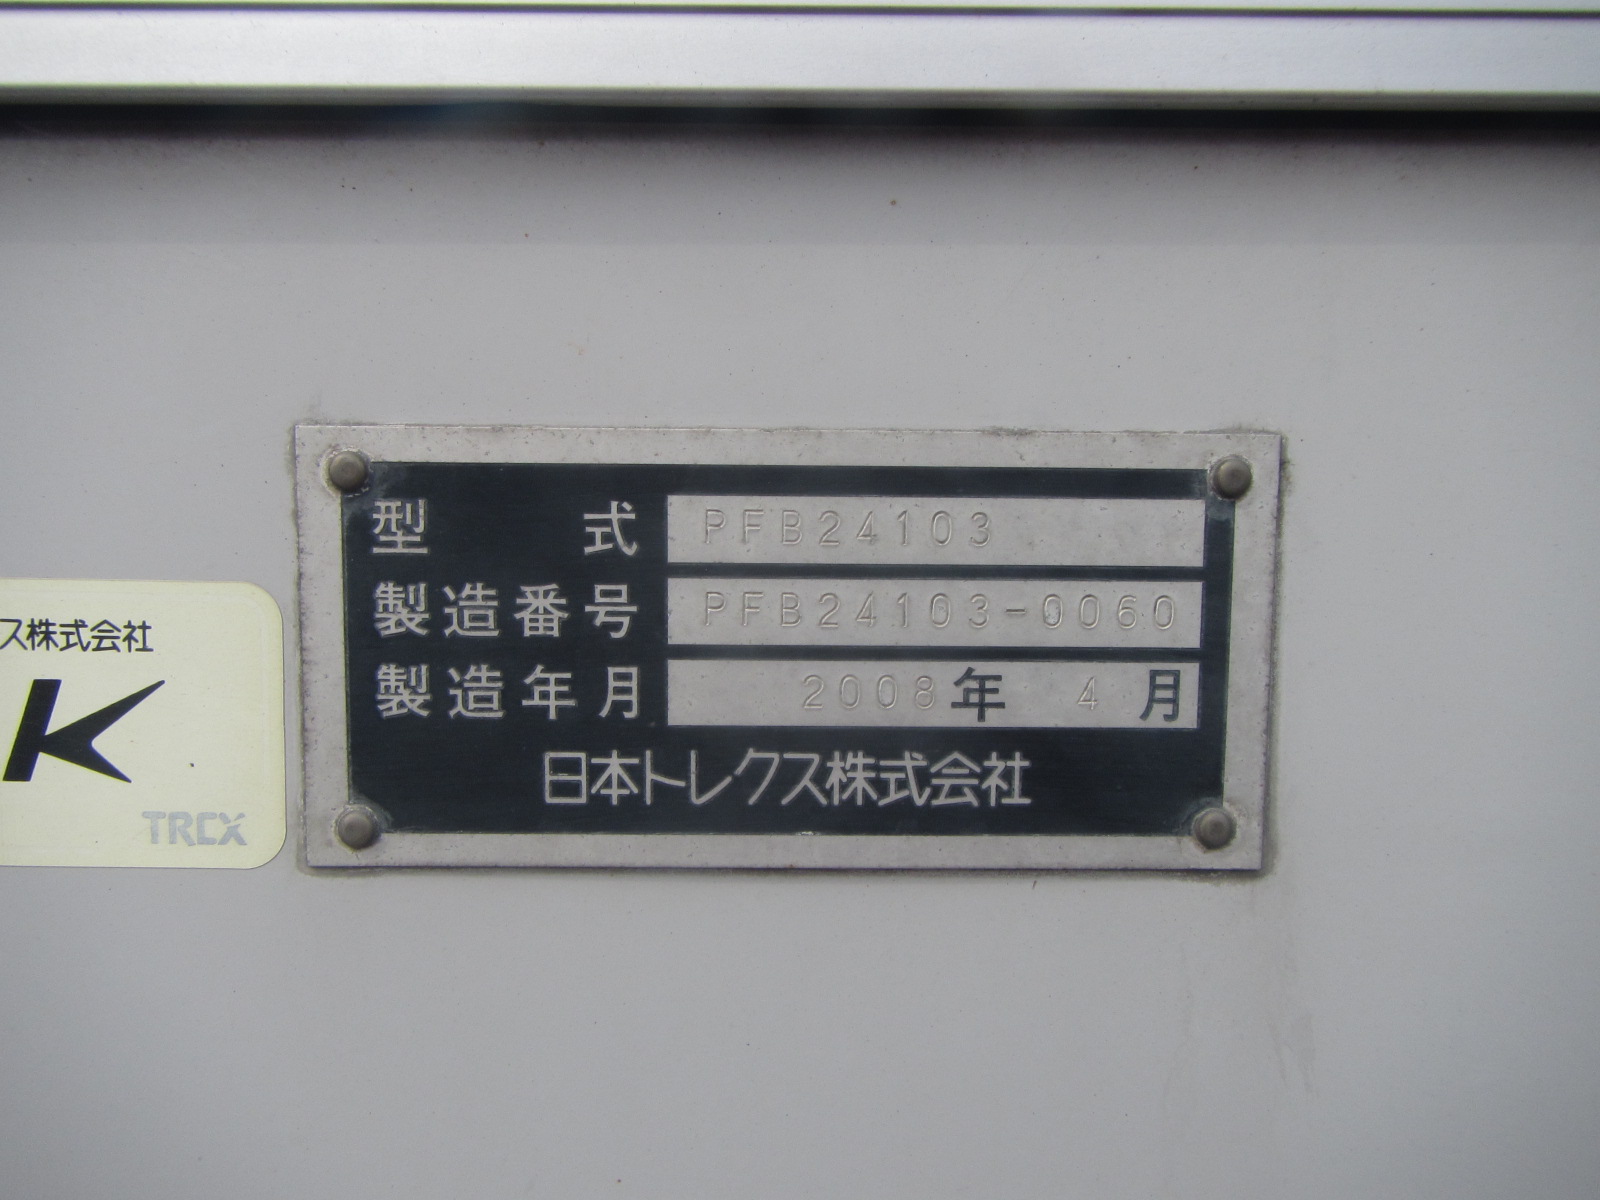 型式 PFB24103
製造番号 PFB24103-0060
製造年月 2008年 4月
日本トレクス株式会社
ス株式会社
K
TREX